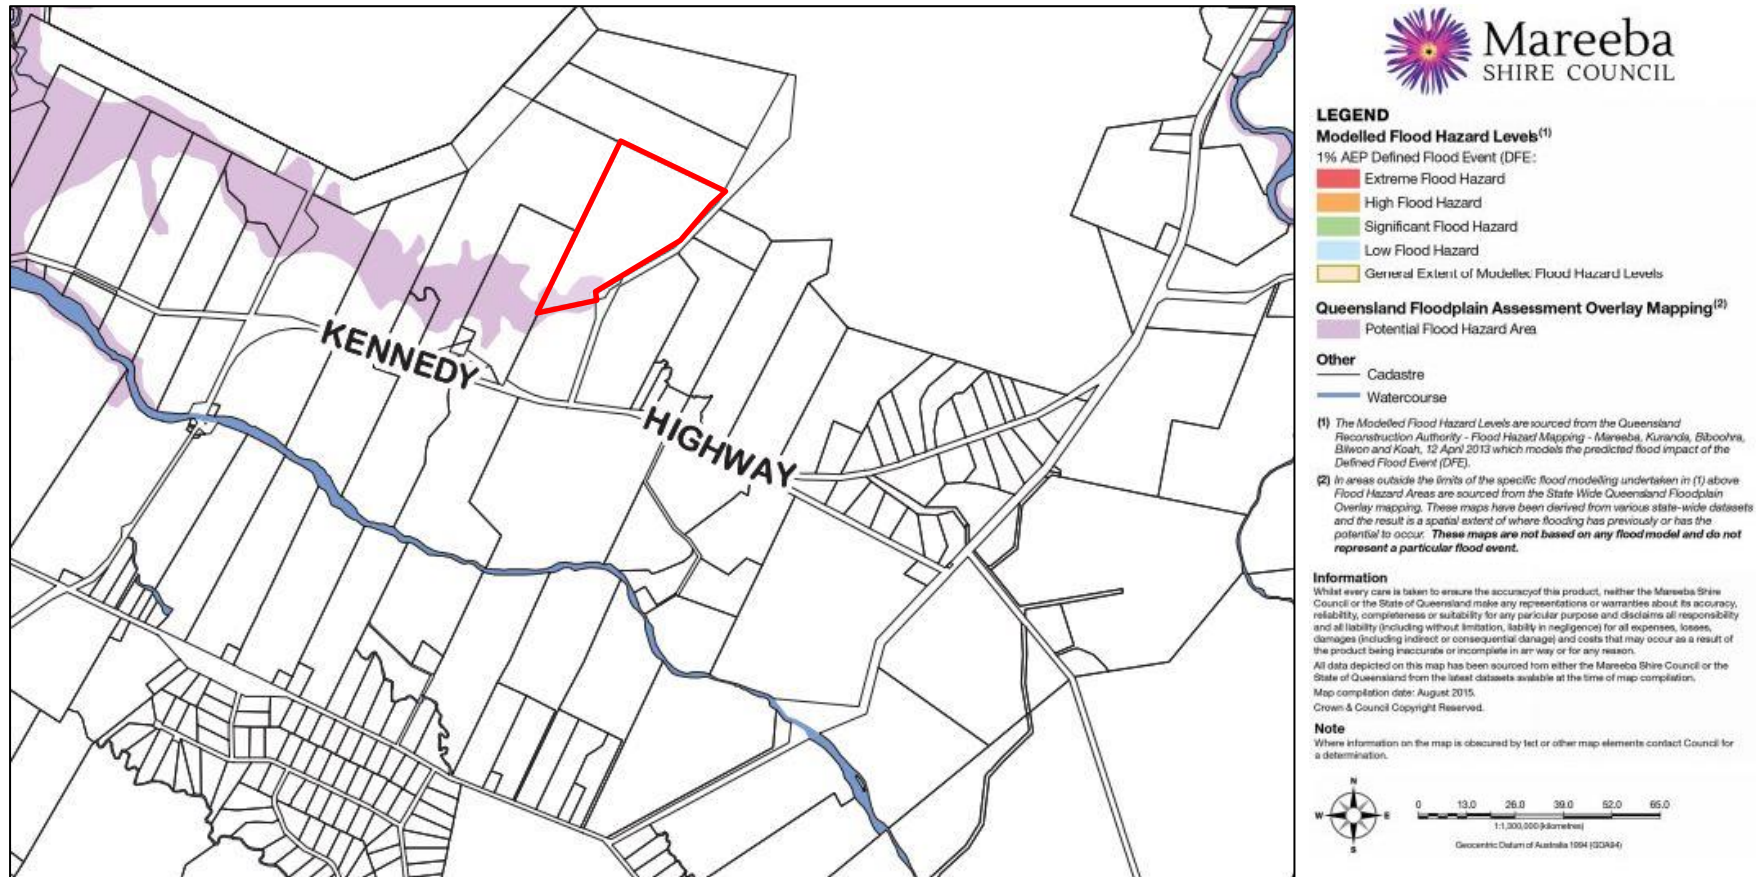 KENNEDY
HIGHWAY
Mareeba
SHIRE COUNCIL
LEGEND
Modelled Flood Hazard Levels(1)
1% AEP Defined Flood Event (DFE:
Extreme Flood Hazard
High Flood Hazard
Significant Flood Hazard
Low Flood Hazard
General Extent of Modelled Flood Hazard Levels
Queensland Floodplain Assessment Overlay Mapping(2)
Potential Flood Hazard Area
Other
Cadastre
Watercourse
(1) The Modelled Flood Hazard Levels are sourced from the Queensland
Reconstruction Authority - Flood Hazard Mapping - Mareeba, Kuranda, Biboohra,
Bilwon and Koah, 12 April 2013 which models the predicted flood impact of the
Defined Flood Event (DFE).
(2) In areas outside the limits of the specific flood modelling undertaken in (1) above
Flood Hazard Areas are sourced from the State Wide Queensland Floodplain
Overlay mapping. These maps have been derived from various state-wide datasets
and the result is a spatial extent of where flooding has previously or has the
potential to occur. These maps are not based on any flood model and do not
represent a particular flood event.
Information
Whilst every care is taken to ensure the accuracy of this product, neither the Mareeba Shire
Council or the State of Queensland make any representations or warranties about its accuracy,
reliability, completeness or suitability for any particular purpose and disclaims all responsibility
and all liability (including without limitation, liability in negligence) for all expenses, losses,
damages (including indirect or consequential damage) and costs that may occur as a result of
the product being inaccurate or incomplete in any way or for any reason.
All data depicted on this map has been sourced from either the Mareeba Shire Council or the
State of Queensland from the latest datasets available at the time of map compilation.
Map compilation date: August 2015.
Crown & Council Copyright Reserved.
Note
Where information on the map is obscured by text or other map elements contact Council for
a determination.
N
W E
S
0 13.0 26.0 39.0 52.0 65.0
1:1,300,000 (kilometres)
Geocentric Datum of Australia 1994 (GDA94)